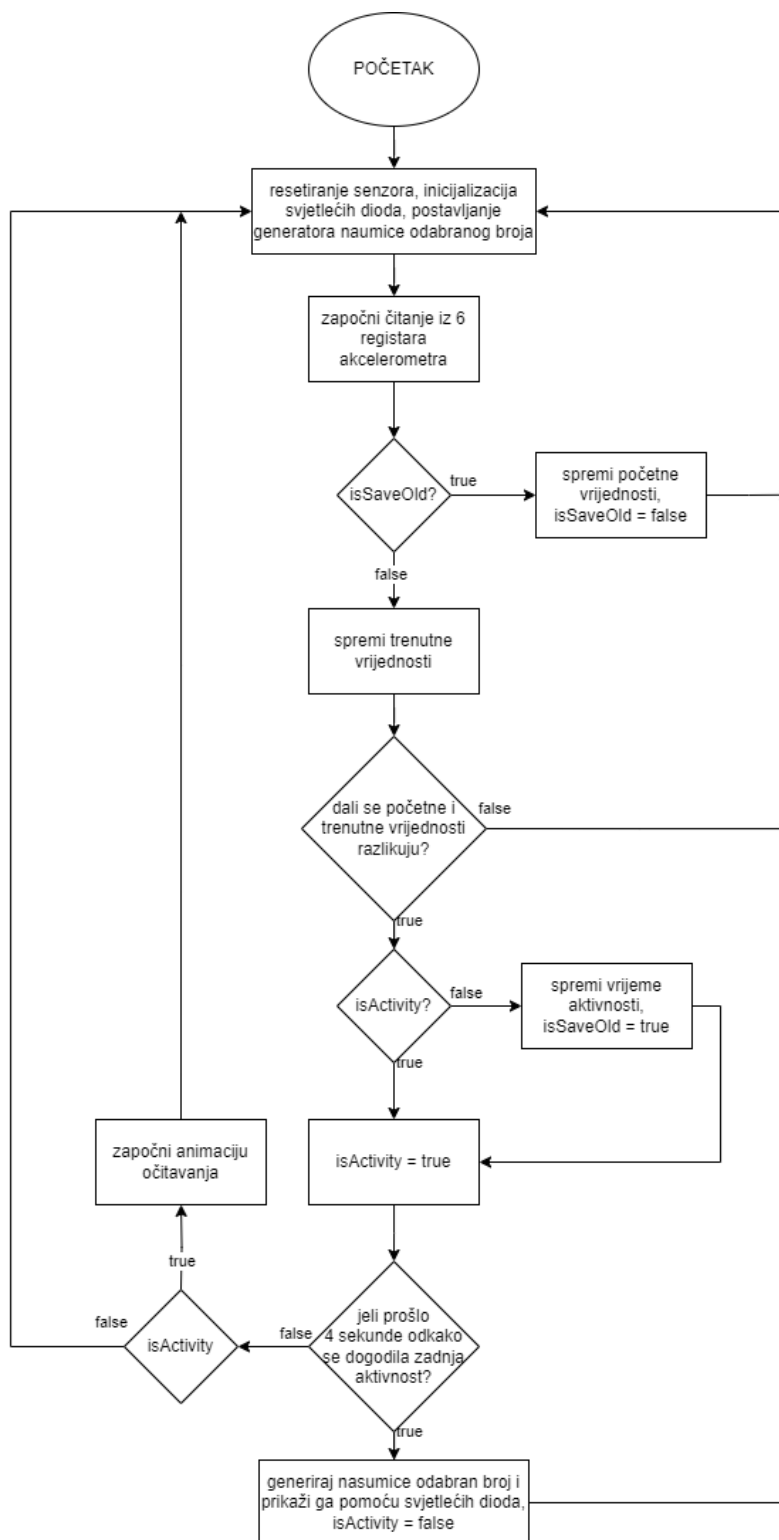 POČETAK
resetiranje senzora, inicijalizacija
svjetlećih dioda, postavljanje
generatora naumice odabranog broja
započni čitanje iz 6
registara
akcelerometra
isSaveOld?
true
spremi početne
vrijednosti,
isSaveOld = false
false
spremi trenutne
vrijednosti
dali se početne i
trenutne vrijednosti
razlikuju?
false
true
isActivity?
false
spremi vrijeme
aktivnosti,
isSaveOld = true
true
započni animaciju
očitavanja
isActivity = true
true
false
isActivity
false
jeli prošlo
4 sekunde odkako
se dogodila zadnja
aktivnost?
true
generiraj nasumice odabran broj i
prikaži ga pomoću svjetlećih dioda,
isActivity = false